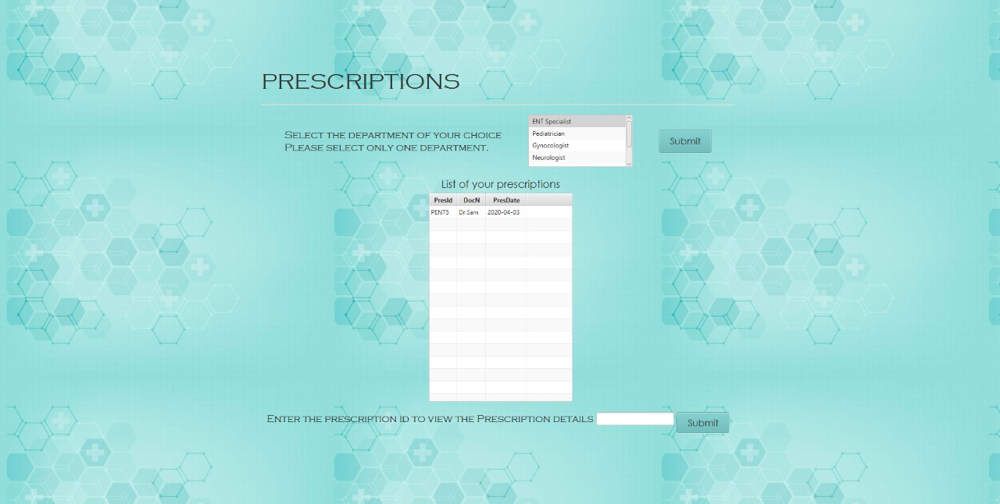 PRESCRIPTIONS
SELECT THE DEPARTMENT OF YOUR CHOICE
PLEASE SELECT ONLY ONE DEPARTMENT.
ENT Specialist
Pediatrician
Gynocologist
Neurologist
Submit
List of your prescriptions
PresId DocN PresDate
PENT5 Dr.Sam 2020-04-03
ENTER THE PRESCRIPTION ID TO VIEW THE PRESCRIPTION DETAILS
Submit